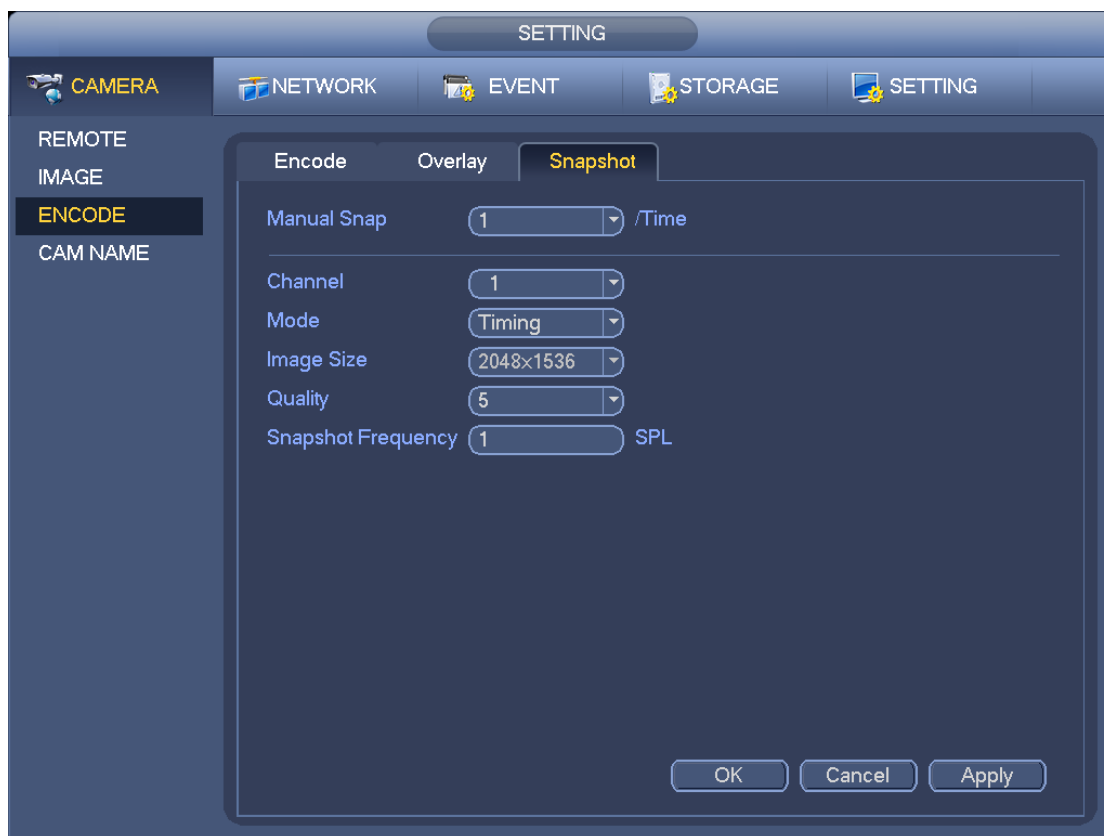 SETTING
CAMERA NETWORK EVENT STORAGE SETTING
REMOTE
IMAGE
ENCODE
CAM NAME
Encode Overlay Snapshot
Manual Snap 1 /Time
Channel 1
Mode Timing
Image Size 2048×1536
Quality 5
Snapshot Frequency 1 SPL
OK Cancel Apply